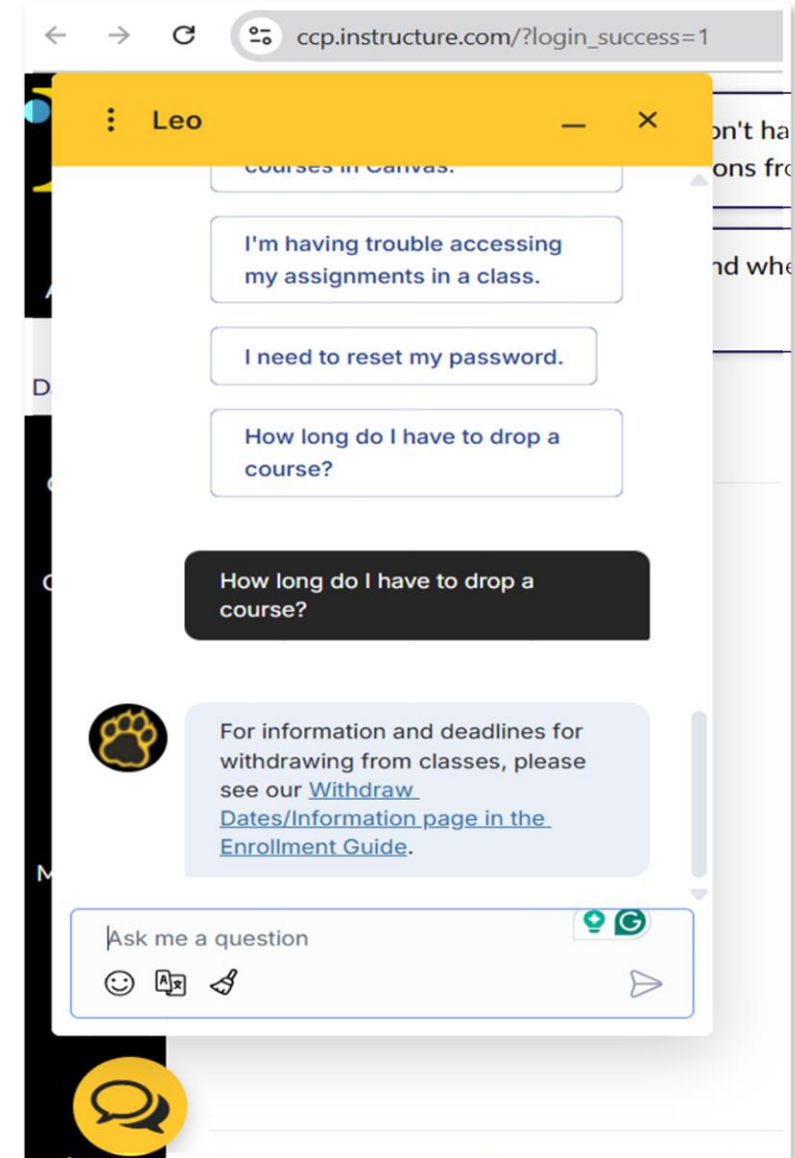 ccp.instructure.com/?login_success=1
Leo
on't ha
ons fro
nd whe
courses in Canvas.
I'm having trouble accessing
my assignments in a class.
I need to reset my password.
How long do I have to drop a
course?
How long do I have to drop a
course?
For information and deadlines for
withdrawing from classes, please
see our Withdraw
Dates/Information page in the
Enrollment Guide.
Ask me a question